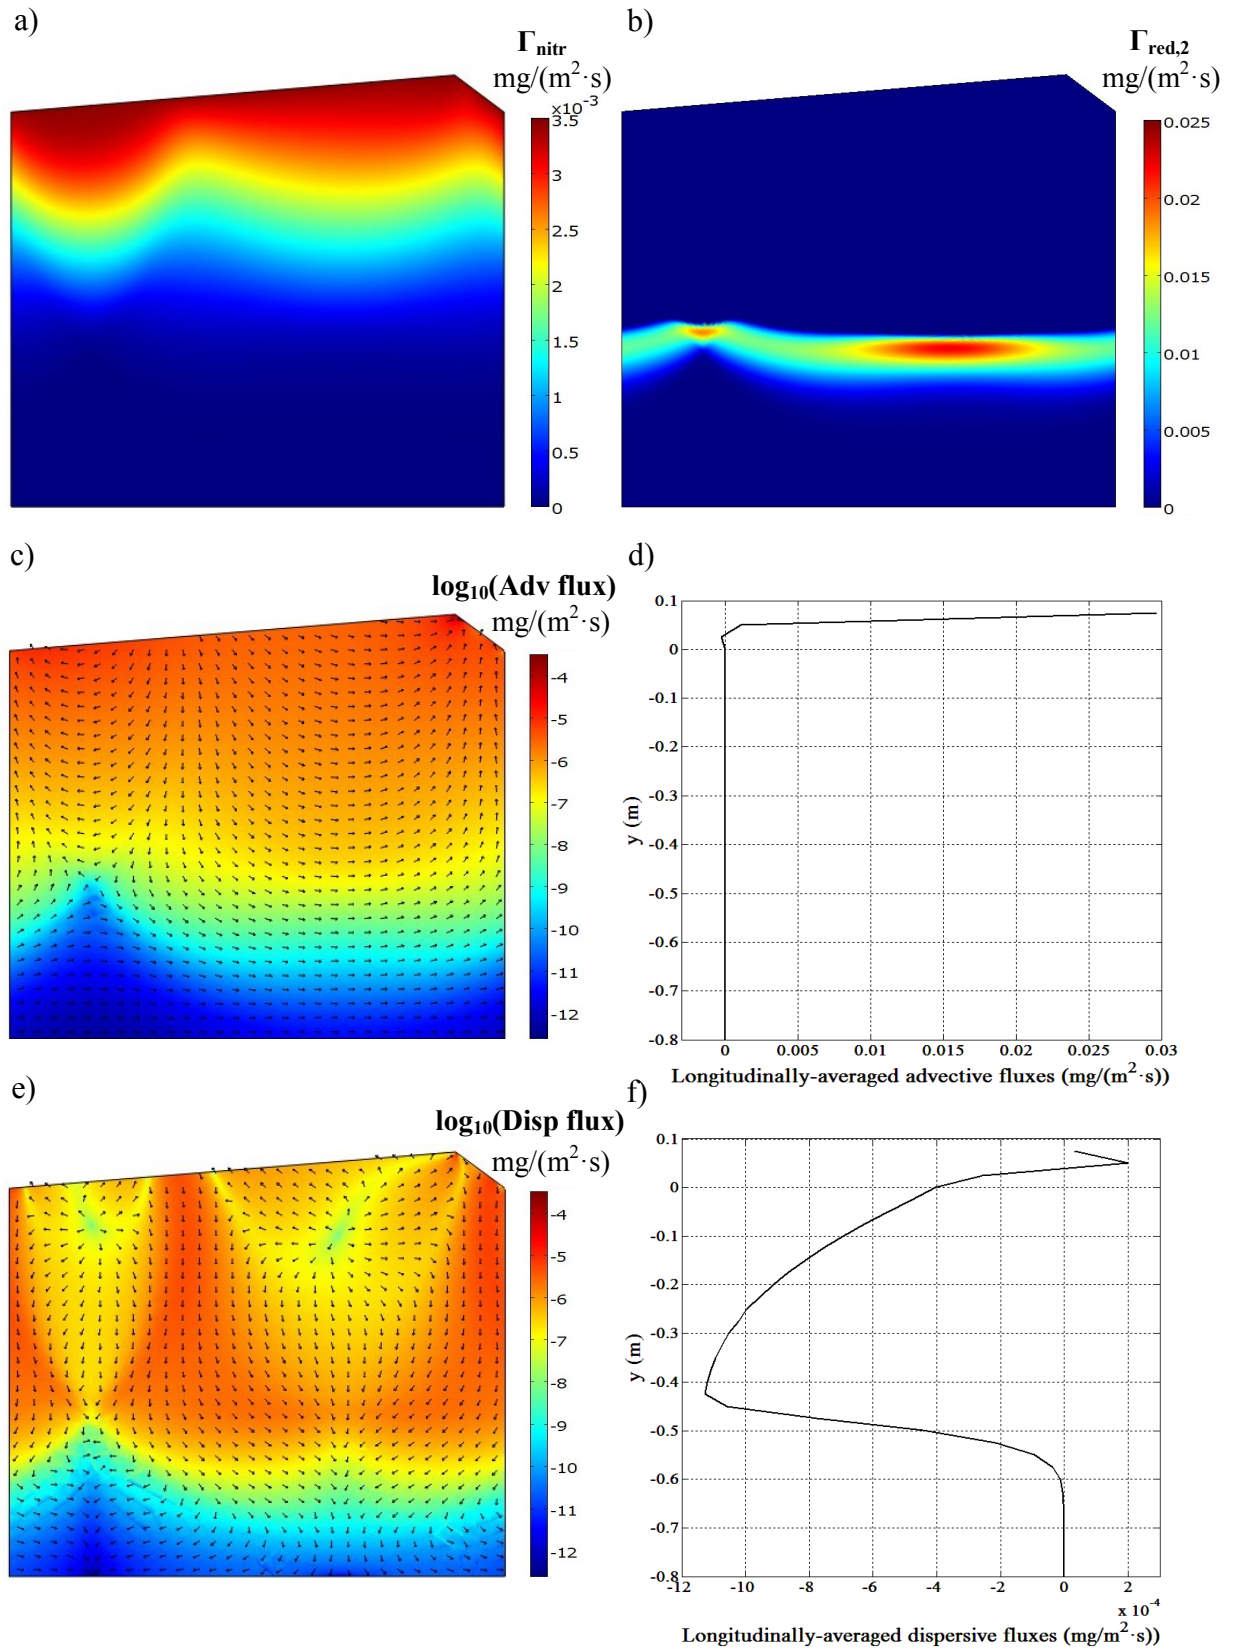 a)
Γnitr
mg/(m²·s)
×10⁻³
3.5
3
2.5
2
1.5
1
0.5
0
b)
Γred,2
mg/(m²·s)
0.025
0.02
0.015
0.01
0.005
0
c)
log₁₀(Adv flux)
mg/(m²·s)
-4
-5
-6
-7
-8
-9
-10
-11
-12
d)
0.1
0
-0.1
-0.2
-0.3
-0.4
-0.5
-0.6
-0.7
-0.8
y (m)
0 0.005 0.01 0.015 0.02 0.025 0.03
Longitudinally-averaged advective fluxes (mg/(m²·s))
e)
log₁₀(Disp flux)
mg/(m²·s)
-4
-5
-6
-7
-8
-9
-10
-11
-12
f)
0.1
0
-0.1
-0.2
-0.3
-0.4
-0.5
-0.6
-0.7
-0.8
y (m)
-12 -10 -8 -6 -4 -2 0 2
x 10⁻⁴
Longitudinally-averaged dispersive fluxes (mg/m²·s))